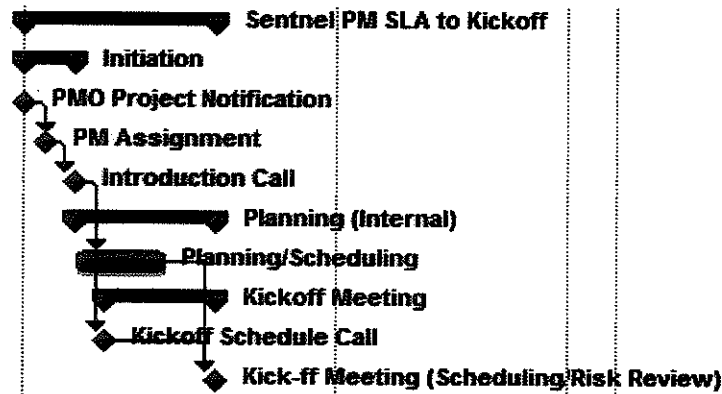 Sentnel PM SLA to Kickoff
Initiation
PMO Project Notification
PM Assignment
Introduction Call
Planning (Internal)
Planning/Scheduling
Kickoff Meeting
Kickoff Schedule Call
Kick-ff Meeting (Scheduling/Risk Review)